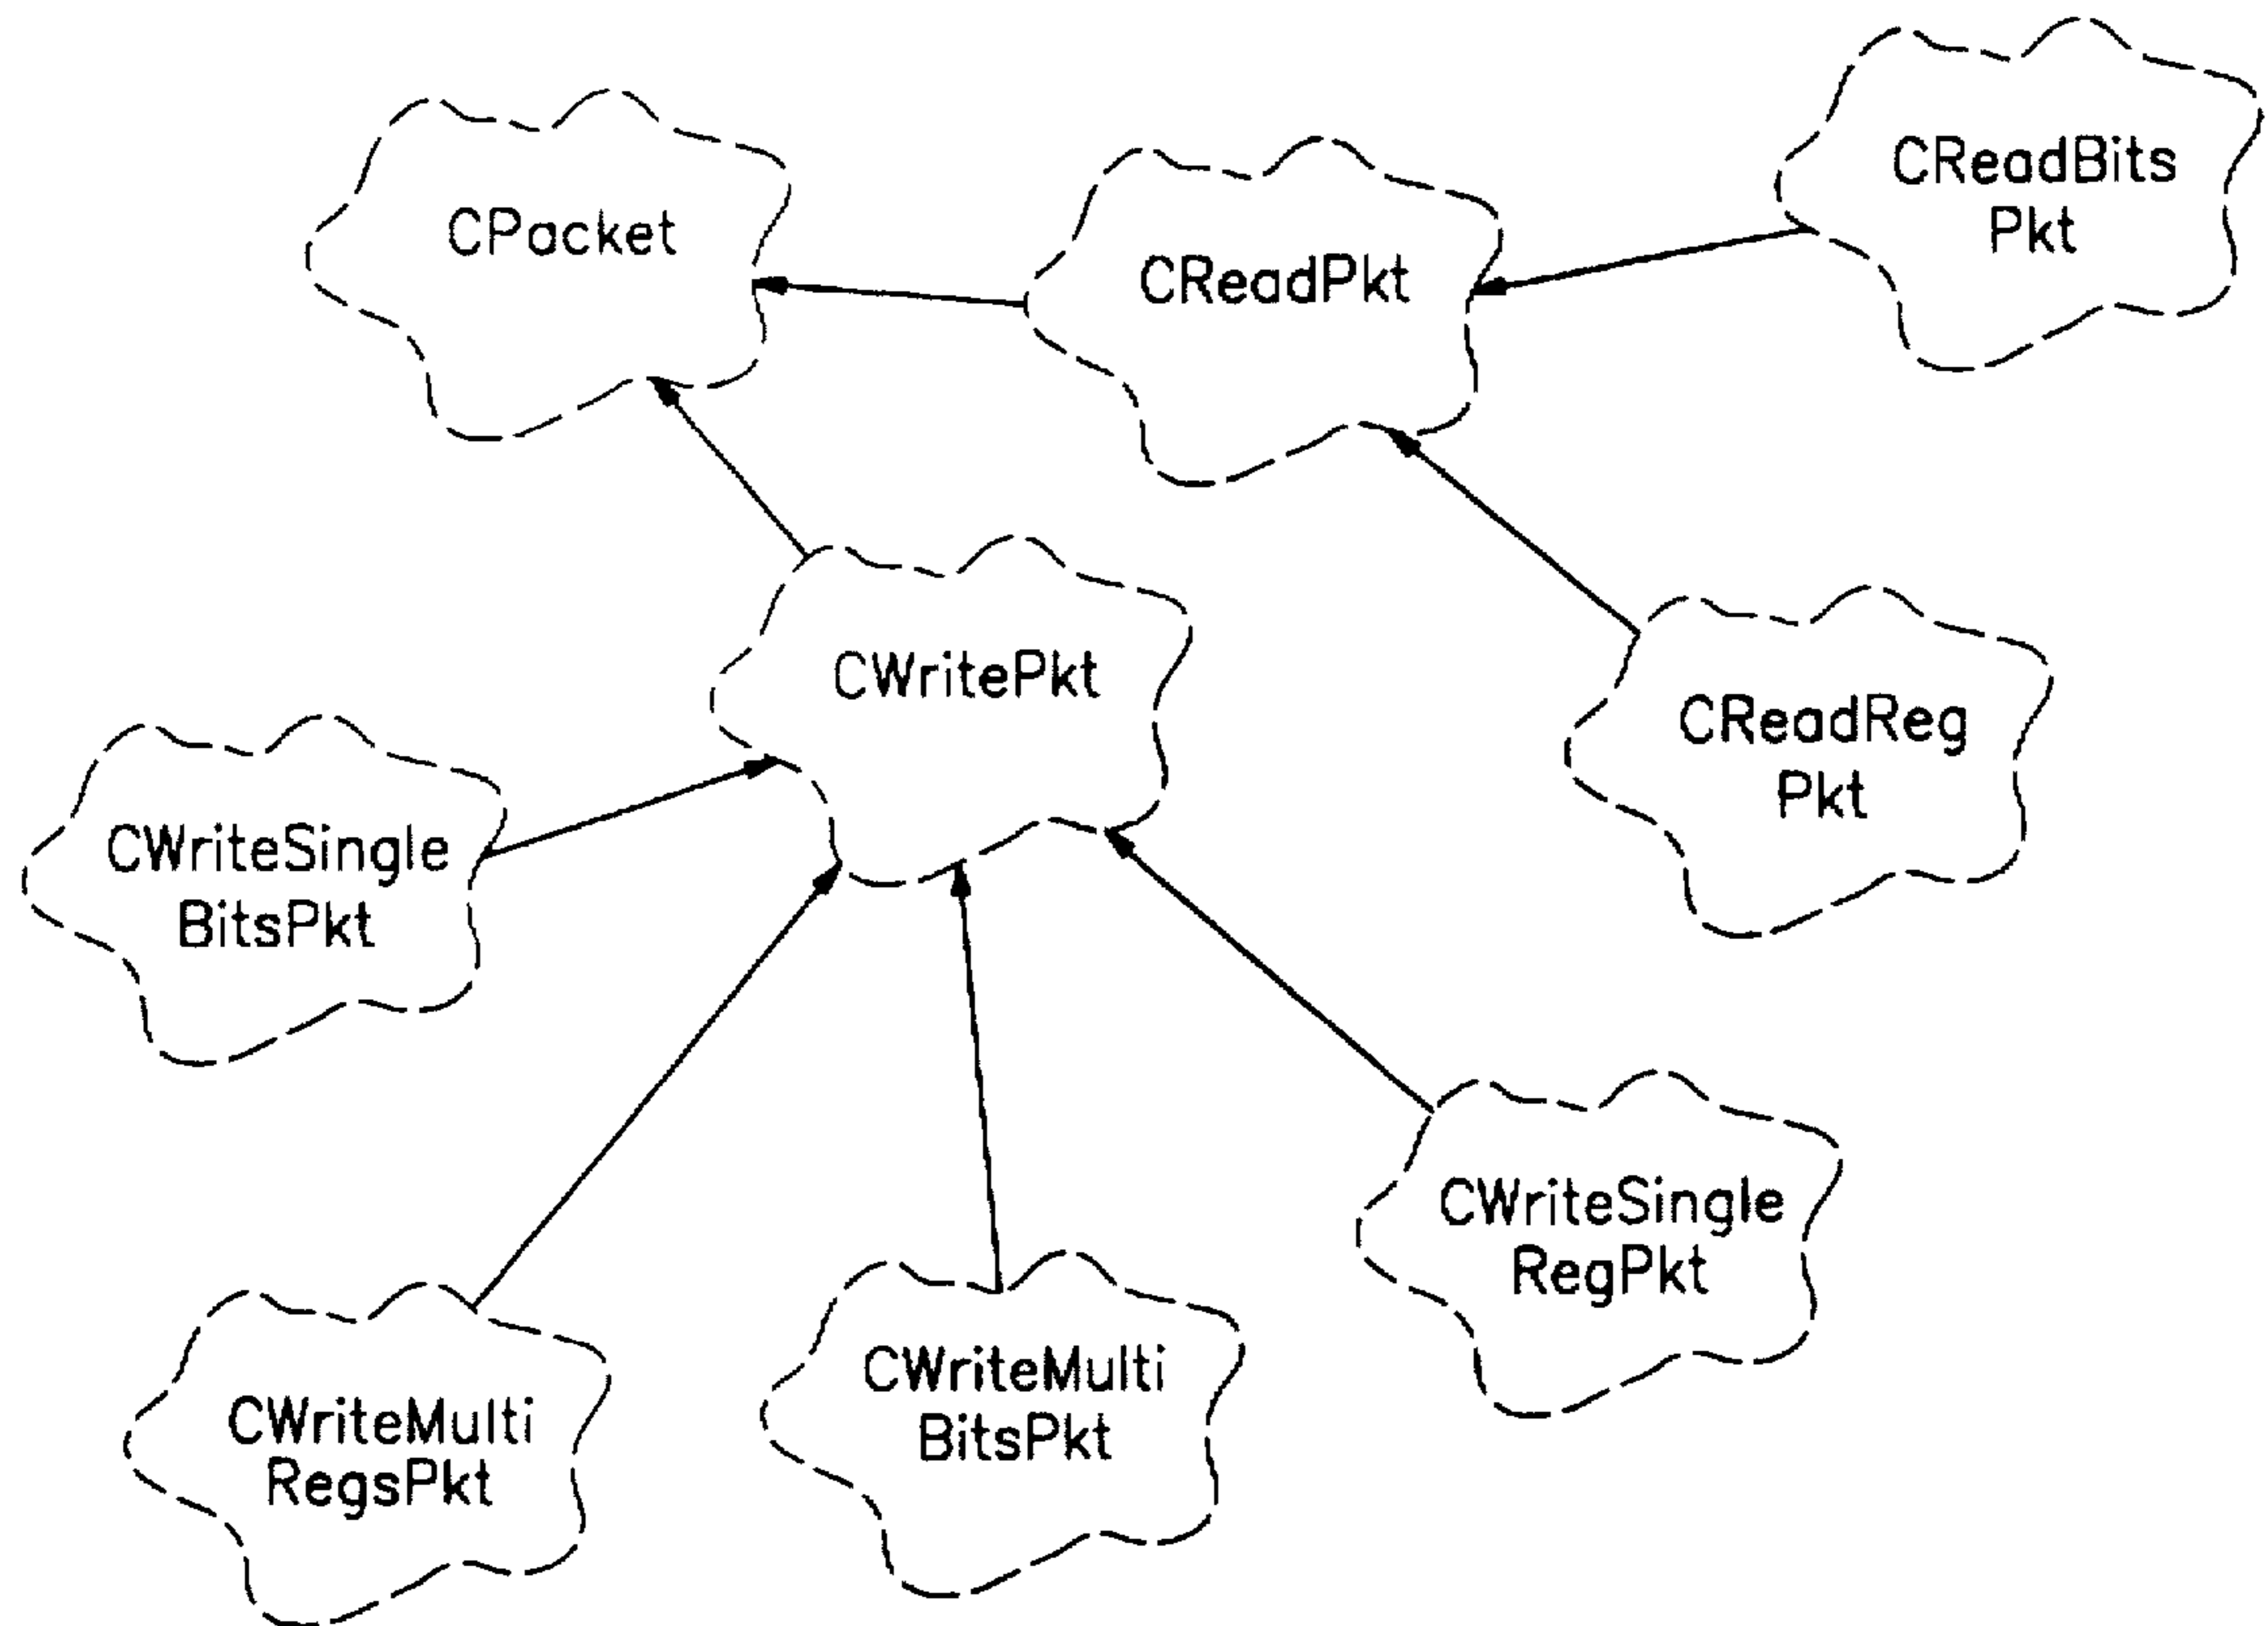 CPacket
CReadPkt
CReadBits
Pkt
CWritePkt
CReadReg
Pkt
CWriteSingle
BitsPkt
CWriteSingle
RegPkt
CWriteMulti
RegsPkt
CWriteMulti
BitsPkt